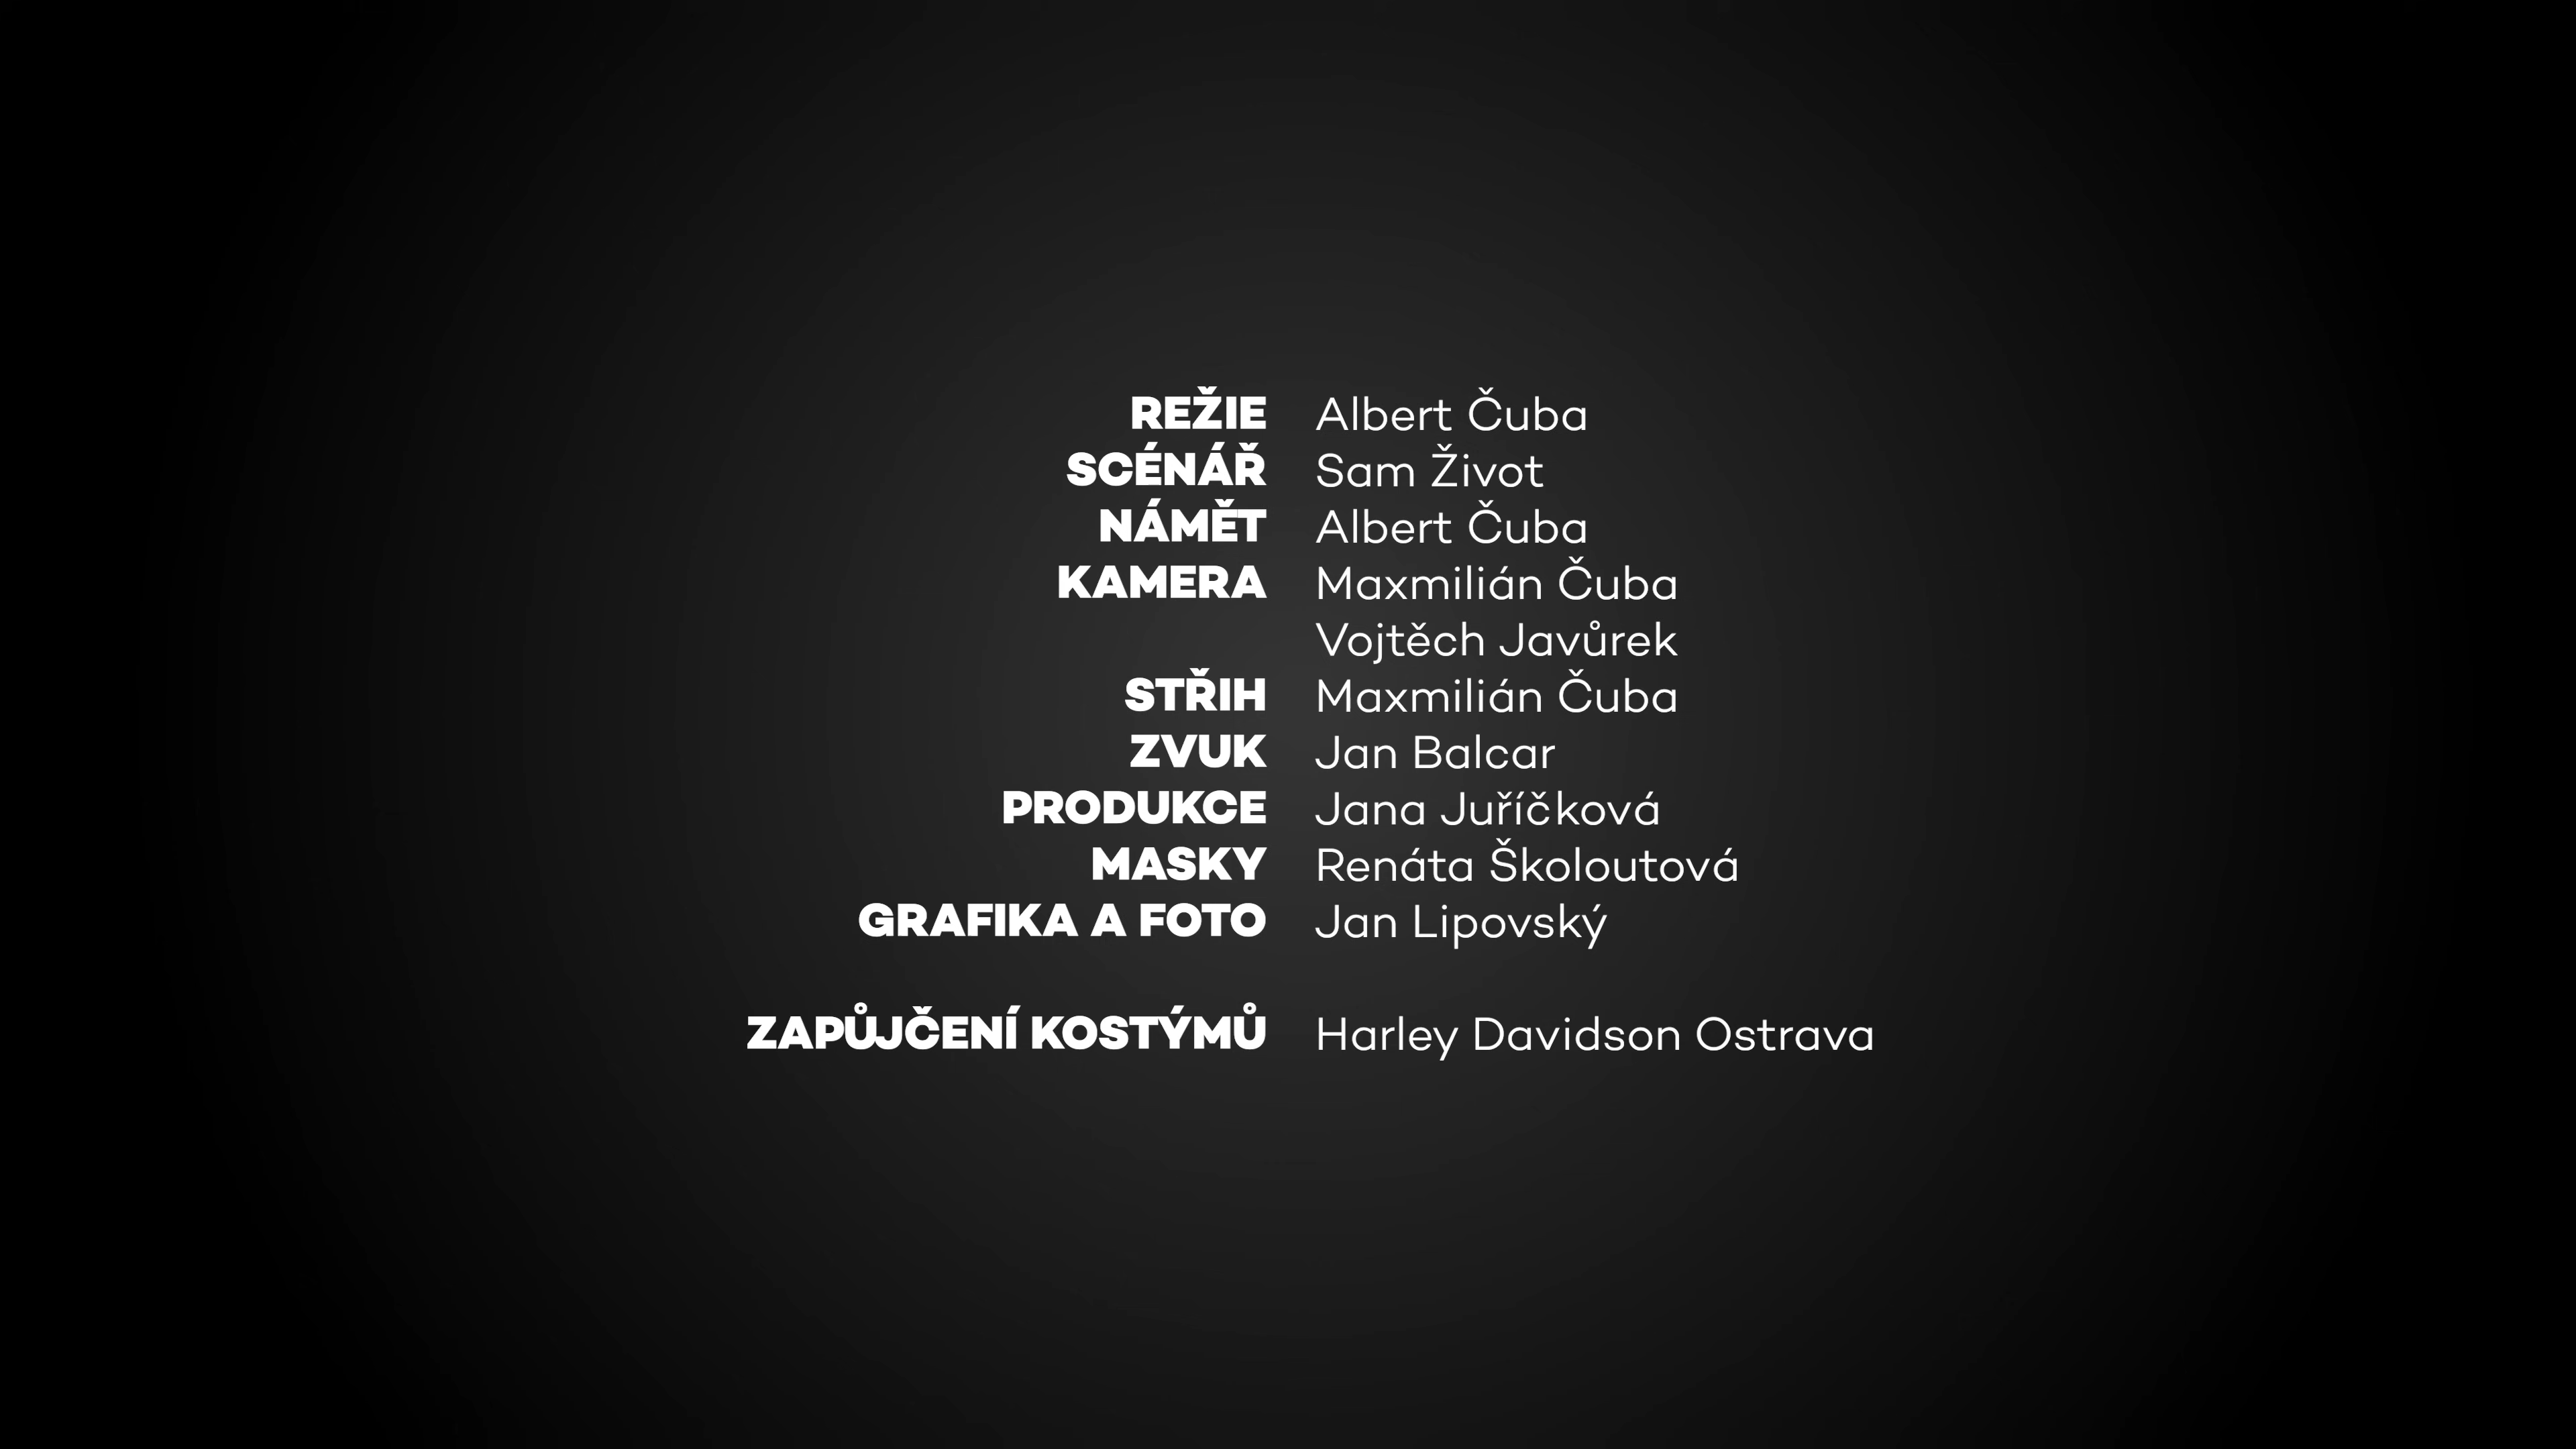 REŽIE Albert Čuba
SCÉNÁŘ Sam Život
NÁMĚT Albert Čuba
KAMERA Maxmilián Čuba
Vojtěch Javůrek
STŘIH Maxmilián Čuba
ZVUK Jan Balcar
PRODUKCE Jana Juříčková
MASKY Renáta Školoutová
GRAFIKA A FOTO Jan Lipovský
ZAPŮJČENÍ KOSTÝMŮ Harley Davidson Ostrava